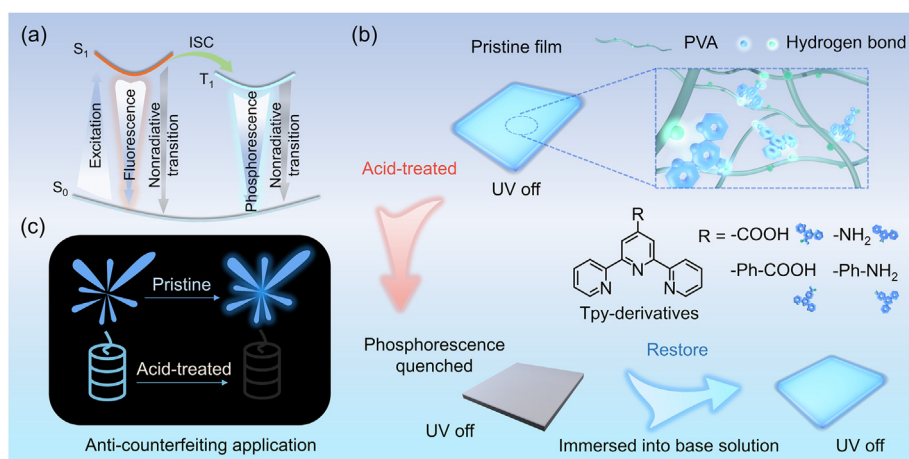 (a)
S1
ISC
T1
Excitation
Fluorescence
Nonradiative
transition
Phosphorescence
Nonradiative
transition
S0
(b)
Pristine film
PVA
Hydrogen bond
Acid-treated
UV off
R
N
N
N
Tpy-derivatives
R = -COOH
-NH2
-Ph-COOH
-Ph-NH2
Phosphorescence
quenched
UV off
Restore
Immersed into base solution
UV off
(c)
Pristine
Acid-treated
Anti-counterfeiting application